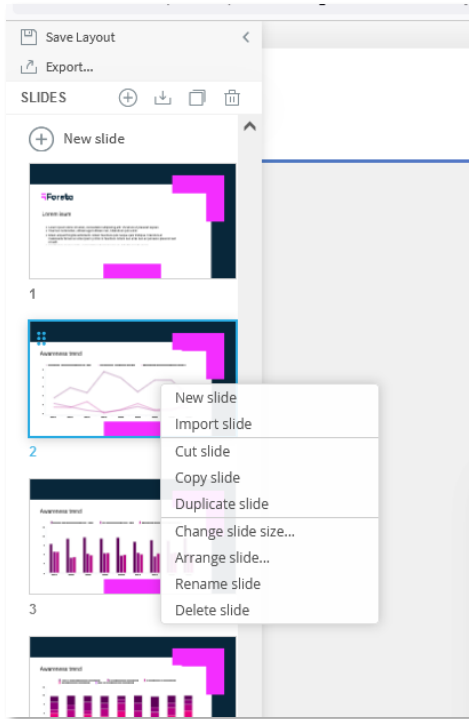 Save Layout
Export...
SLIDES
New slide
Foresta
Lorem ipsum
1
Awareness trend
2
New slide
Import slide
Cut slide
Copy slide
Duplicate slide
Change slide size...
Arrange slide...
Rename slide
Delete slide
Awareness trend
3
Awareness trend